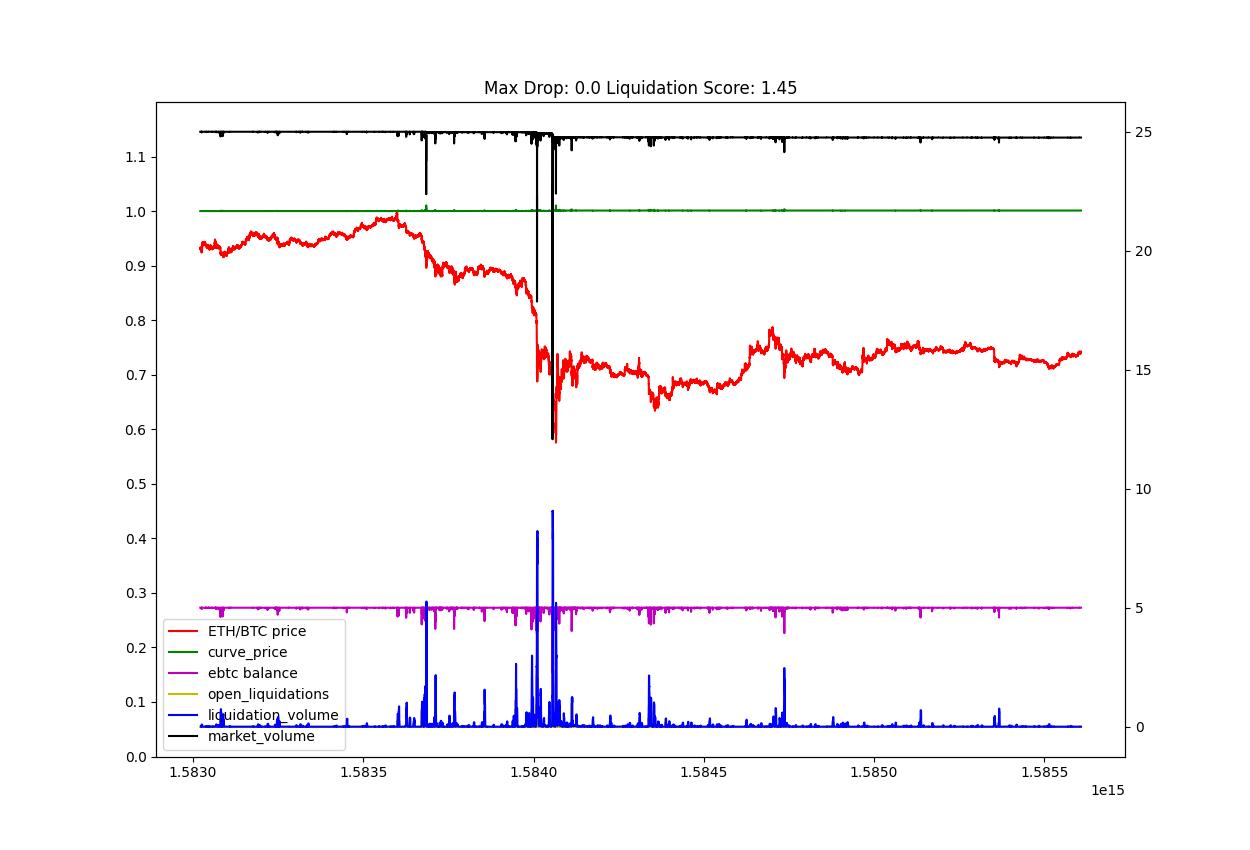 Max Drop: 0.0 Liquidation Score: 1.45
1.1
1.0
0.9
0.8
0.7
0.6
0.5
0.4
0.3
0.2
0.1
0.0
25
20
15
10
5
0
ETH/BTC price
curve_price
ebtc balance
open_liquidations
liquidation_volume
market_volume
1.5830 1.5835 1.5840 1.5845 1.5850 1.5855
1e15